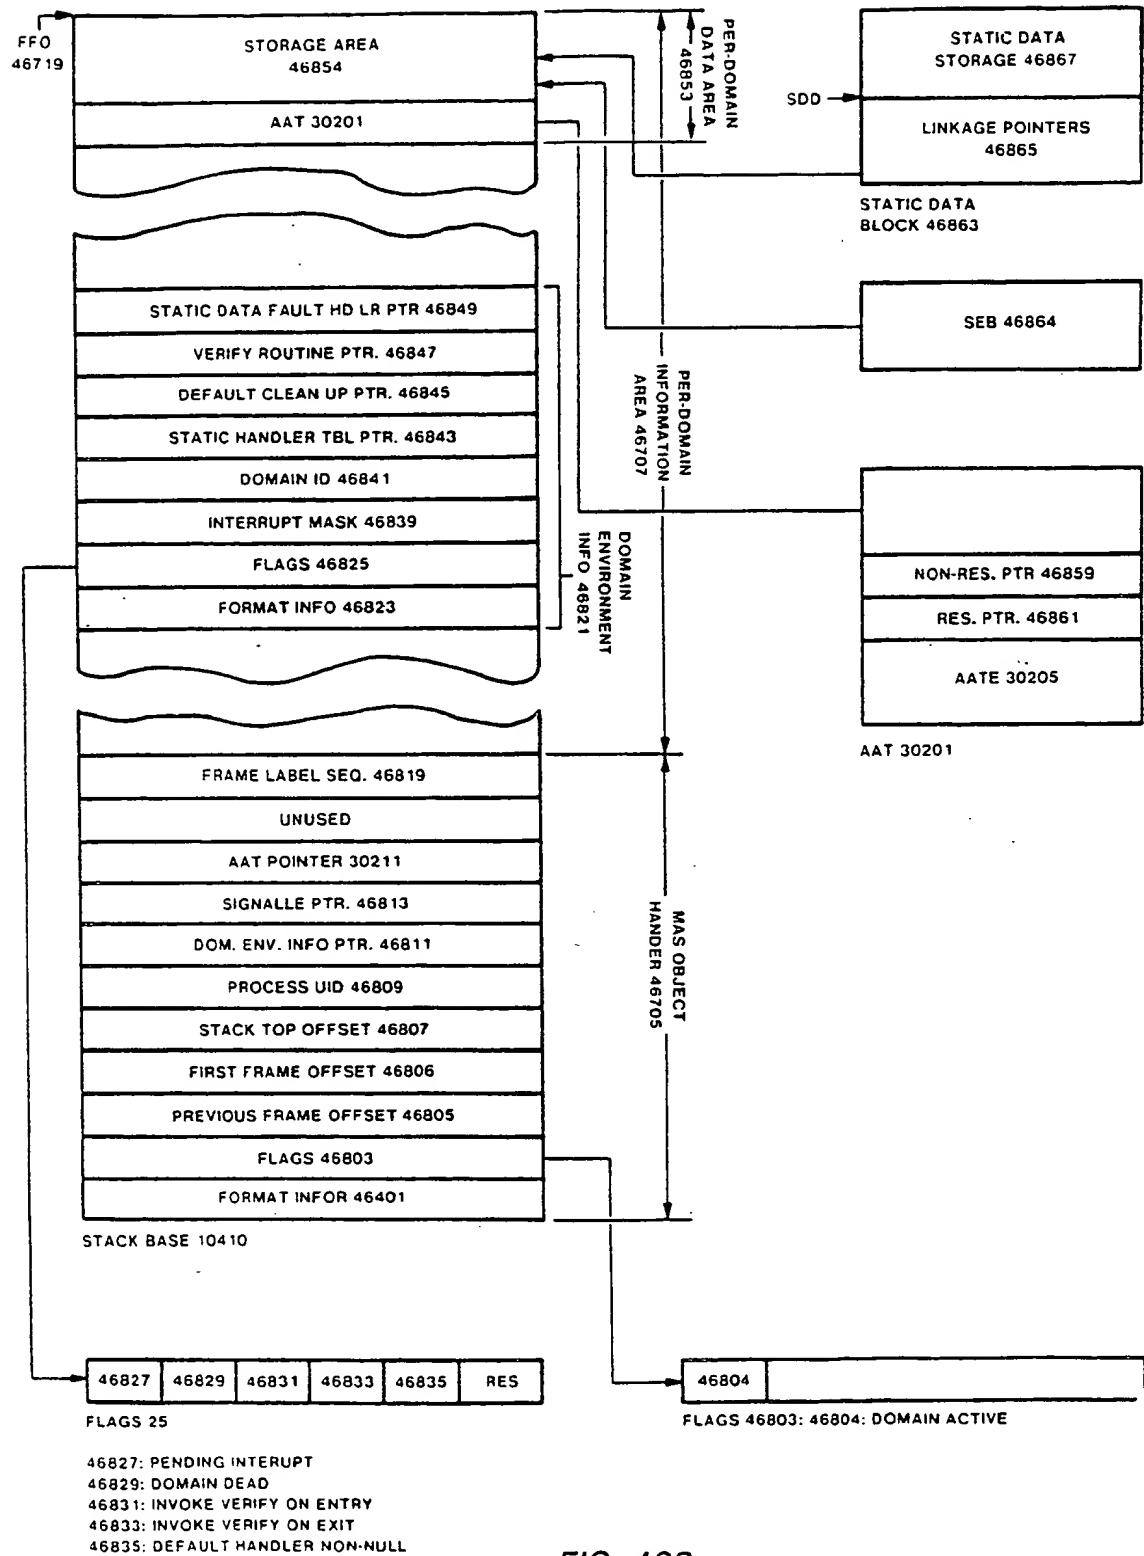 FFO
46719
STORAGE AREA
46854
AAT 30201
PER-DOMAIN
DATA AREA
46853
STATIC DATA
STORAGE 46867
SDD
LINKAGE POINTERS
46865
STATIC DATA
BLOCK 46863
STATIC DATA FAULT HD LR PTR 46849
VERIFY ROUTINE PTR. 46847
DEFAULT CLEAN UP PTR. 46845
STATIC HANDLER TBL PTR. 46843
DOMAIN ID 46841
INTERRUPT MASK 46839
FLAGS 46825
FORMAT INFO 46823
DOMAIN
ENVIRONMENT
INFO 46821
PER-DOMAIN
INFORMATION
AREA 46707
SEB 46864
NON-RES. PTR 46859
RES. PTR. 46861
AATE 30205
AAT 30201
FRAME LABEL SEQ. 46819
UNUSED
AAT POINTER 30211
SIGNALLE PTR. 46813
DOM. ENV. INFO PTR. 46811
PROCESS UID 46809
STACK TOP OFFSET 46807
FIRST FRAME OFFSET 46806
PREVIOUS FRAME OFFSET 46805
FLAGS 46803
FORMAT INFOR 46401
MAS OBJECT
HANDER 46705
STACK BASE 10410
46827 46829 46831 46833 46835 RES
FLAGS 25
46804
FLAGS 46803: 46804: DOMAIN ACTIVE
46827: PENDING INTERUPT
46829: DOMAIN DEAD
46831: INVOKE VERIFY ON ENTRY
46833: INVOKE VERIFY ON EXIT
46835: DEFAULT HANDLER NON-NULL